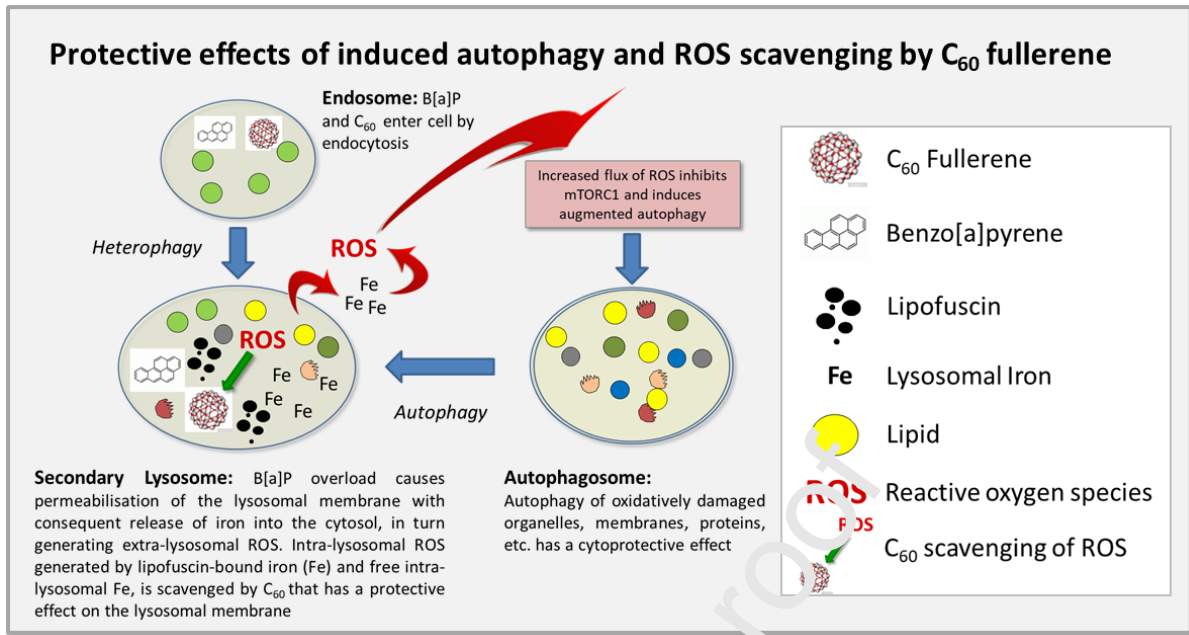 Protective effects of induced autophagy and ROS scavenging by C₆₀ fullerene
Endosome: B[a]P
and C₆₀ enter cell by
endocytosis
Increased flux of ROS inhibits
mTORC1 and induces
augmented autophagy
Heterophagy
ROS
Fe
Fe Fe
ROS
Fe
Fe
Fe
Fe
Autophagy
Secondary Lysosome: B[a]P overload causes
permeabilisation of the lysosomal membrane with
consequent release of iron into the cytosol, in turn
generating extra-lysosomal ROS. Intra-lysosomal ROS
generated by lipofuscin-bound iron (Fe) and free intra-
lysosomal Fe, is scavenged by C₆₀ that has a protective
effect on the lysosomal membrane
Autophagosome:
Autophagy of oxidatively damaged
organelles, membranes, proteins,
etc. has a cytoprotective effect
C₆₀ Fullerene
Benzo[a]pyrene
Lipofuscin
Fe Lysosomal Iron
Lipid
ROS Reactive oxygen species
ROS
C₆₀ scavenging of ROS
roof